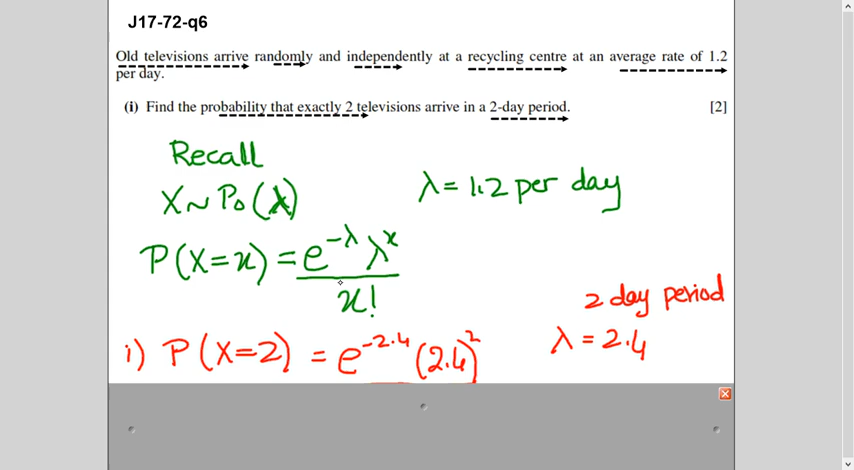 J17-72-q6
Old televisions arrive randomly and independently at a recycling centre at an average rate of 1.2
per day.
(i) Find the probability that exactly 2 televisions arrive in a 2-day period. [2]
Recall
X~Po(λ)
λ = 1.2 per day
P(X=x) = e^-λ λ^x
x!
2 day period
λ = 2.4
i) P(X=2) = e^-2.4 (2.4)^2